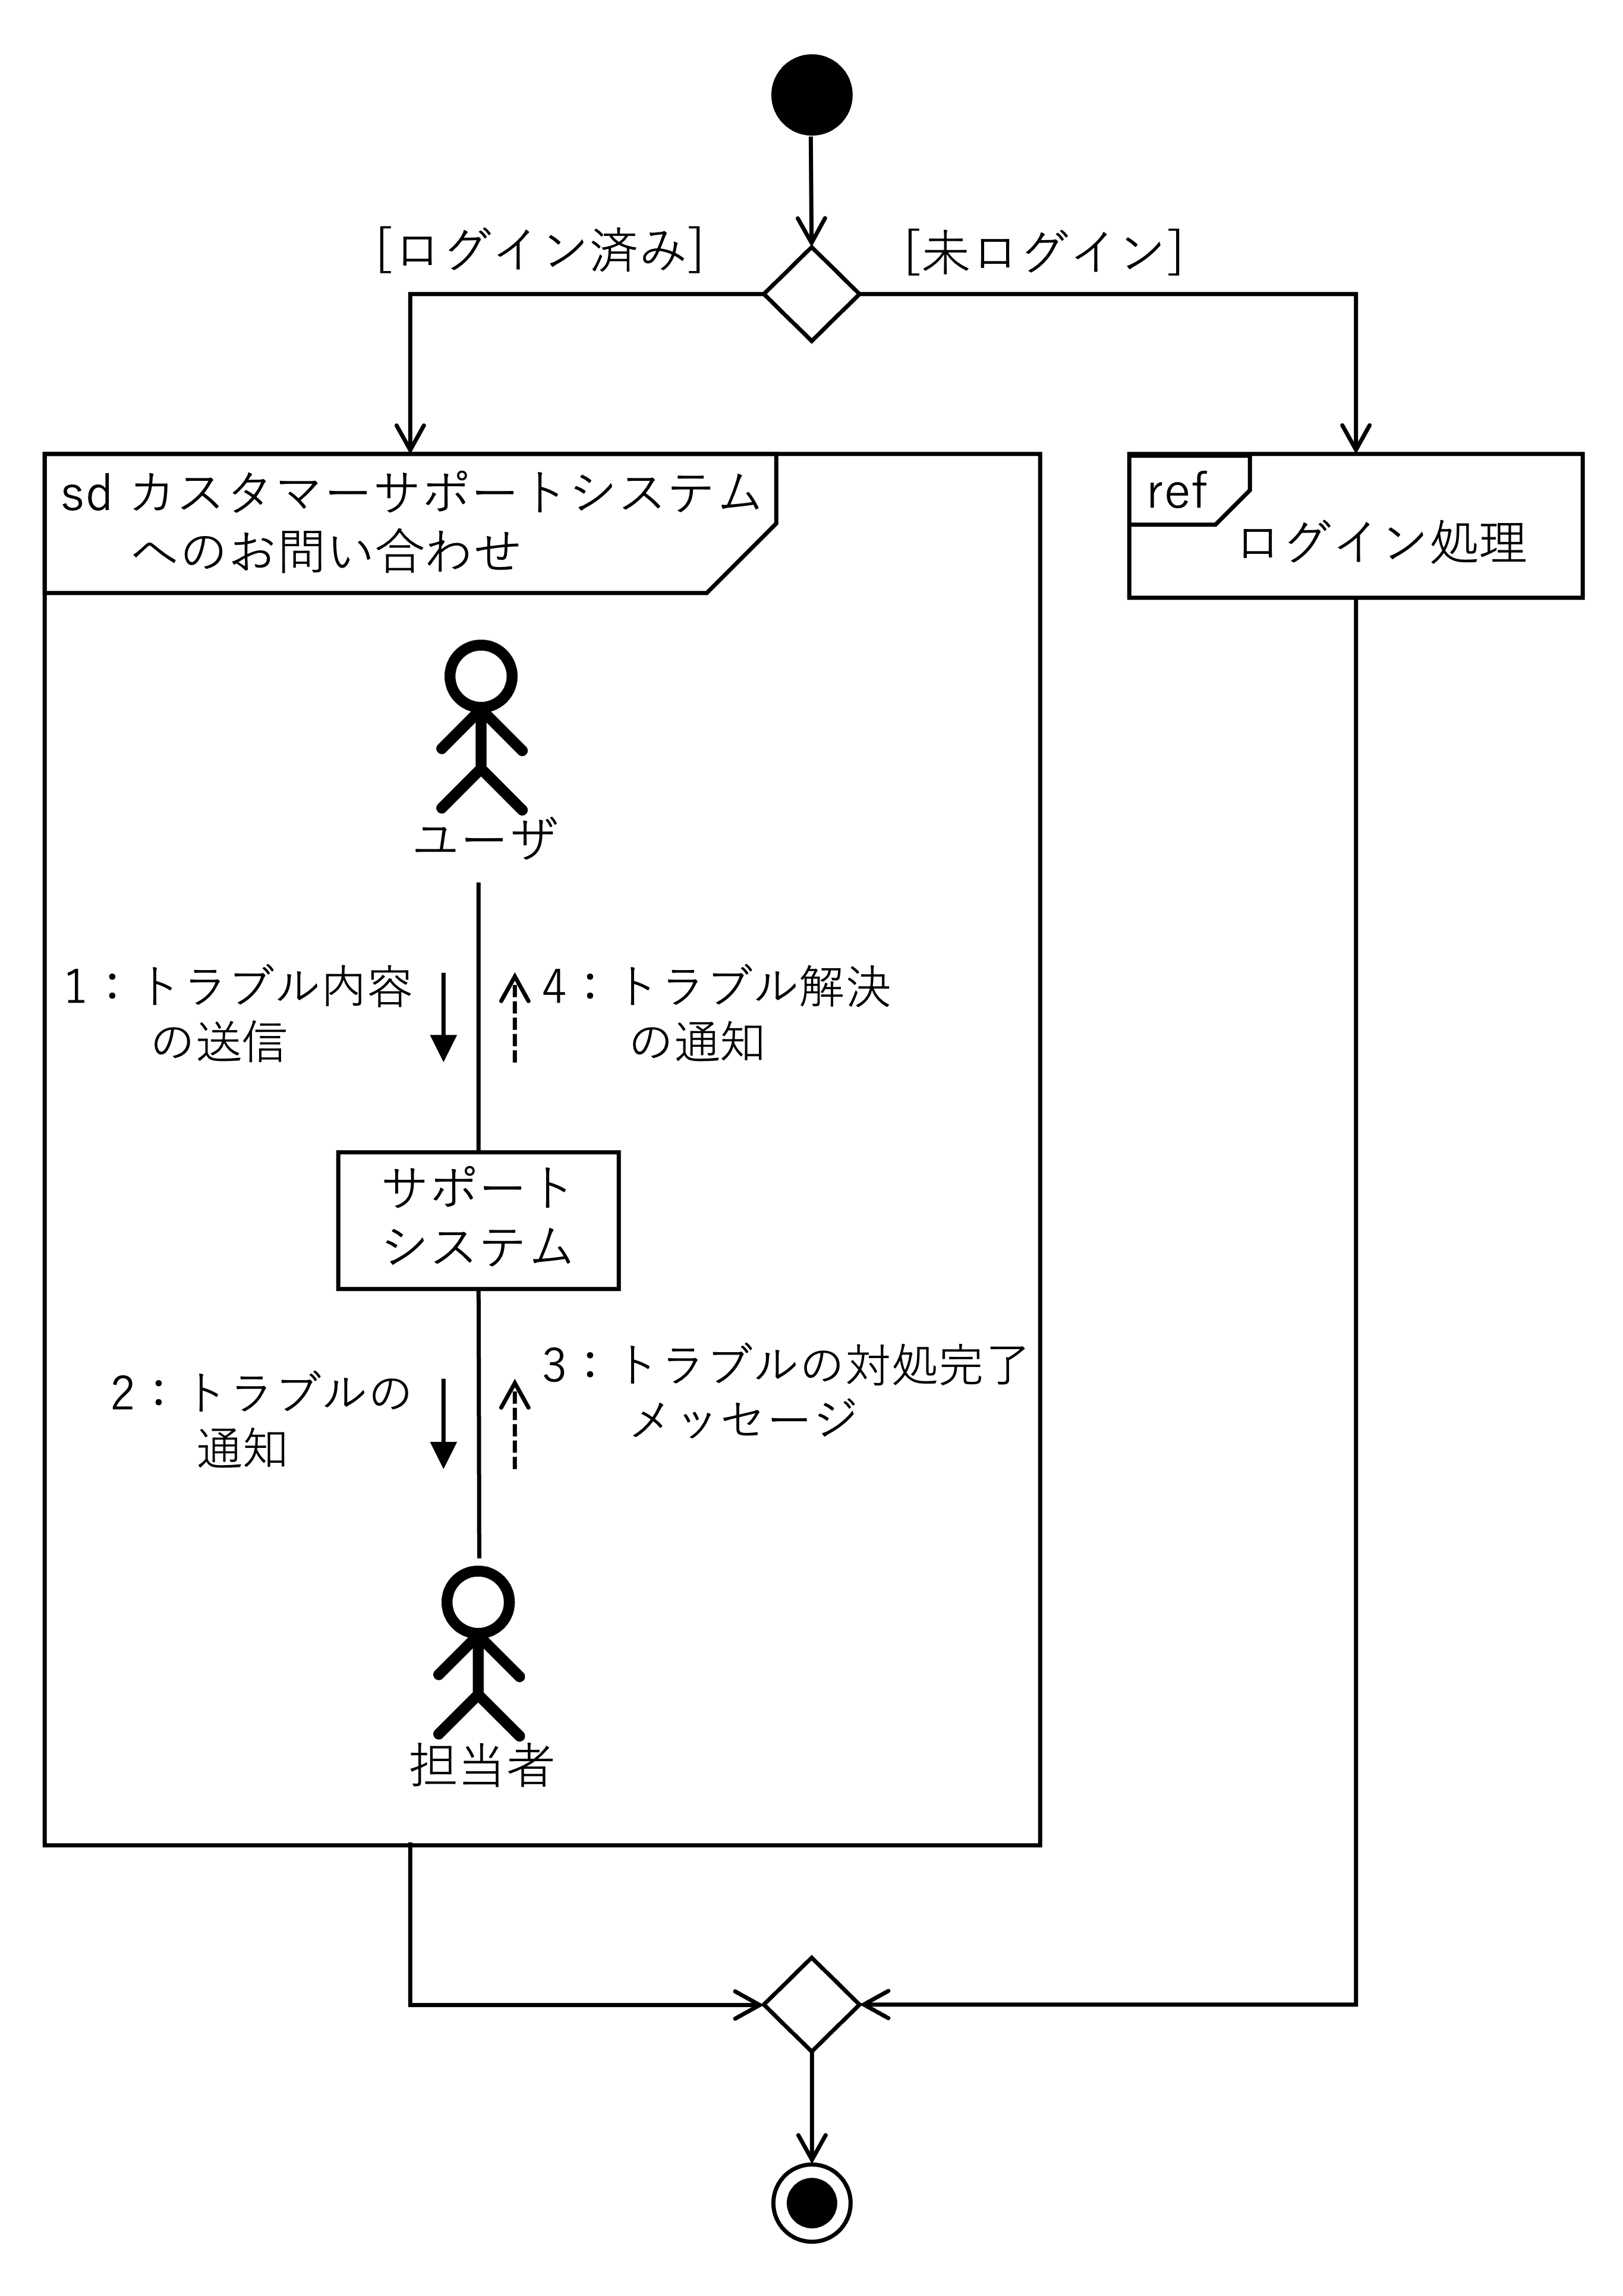 [ログイン済み]
[未ログイン]
sd カスタマーサポートシステム
へのお問い合わせ
ref
ログイン処理
ユーザ
1：トラブル内容
の送信
4：トラブル解決
の通知
サポート
システム
2：トラブルの
通知
3：トラブルの対処完了
メッセージ
担当者